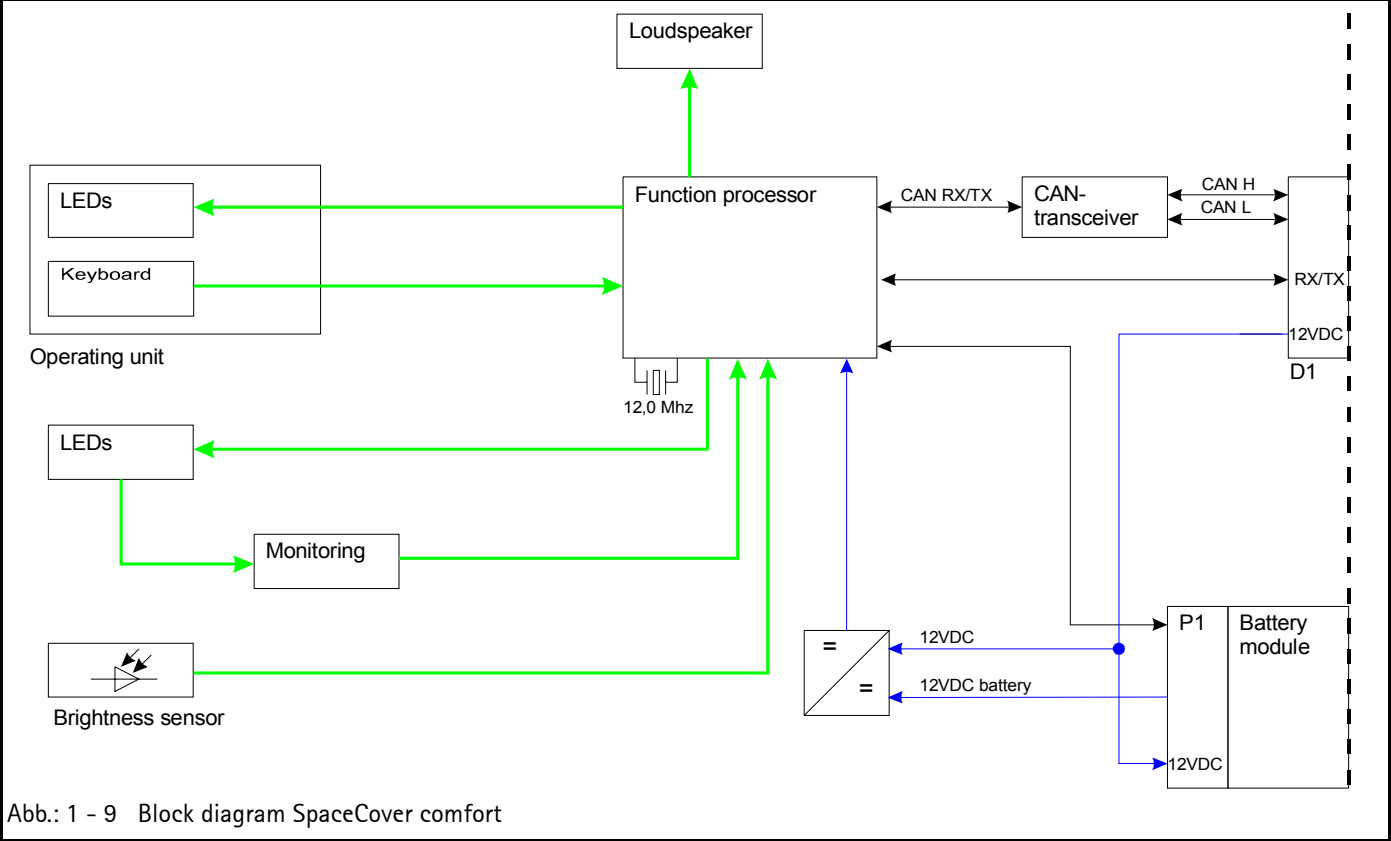 Loudspeaker
LEDs
Keyboard
Operating unit
Function processor
12,0 Mhz
CAN RX/TX
CAN-
transceiver
CAN H
CAN L
RX/TX
12VDC
D1
LEDs
Monitoring
Brightness sensor
=
=
12VDC
12VDC battery
P1
12VDC
Battery
module
Abb.: 1 - 9 Block diagram SpaceCover comfort